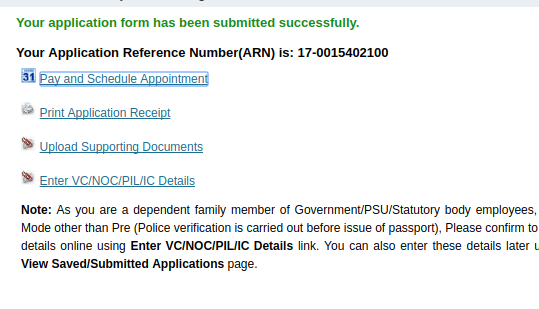 Your application form has been submitted successfully.
Your Application Reference Number(ARN) is: 17-0015402100
31 Pay and Schedule Appointment
Print Application Receipt
Upload Supporting Documents
Enter VC/NOC/PIL/IC Details
Note: As you are a dependent family member of Government/PSU/Statutory body employees,
Mode other than Pre (Police verification is carried out before issue of passport), Please confirm to
details online using Enter VC/NOC/PIL/IC Details link. You can also enter these details later u
View Saved/Submitted Applications page.